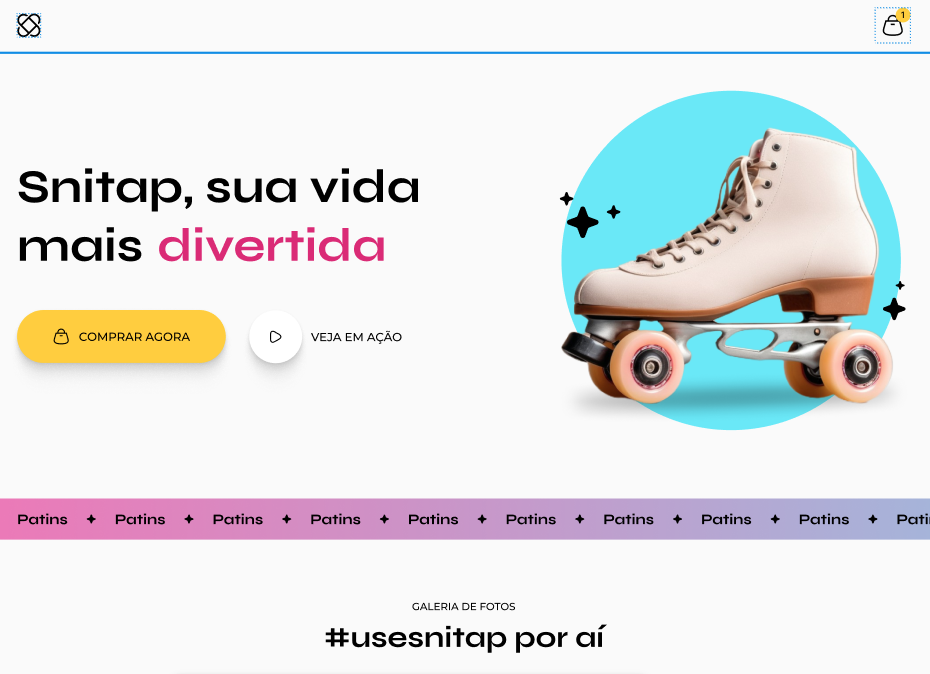 1
Snitap, sua vida
mais divertida
COMPRAR AGORA
VEJA EM AÇÃO
Patins Patins Patins Patins Patins Patins Patins Patins Patins Pati
GALERIA DE FOTOS
#usesnitap por aí